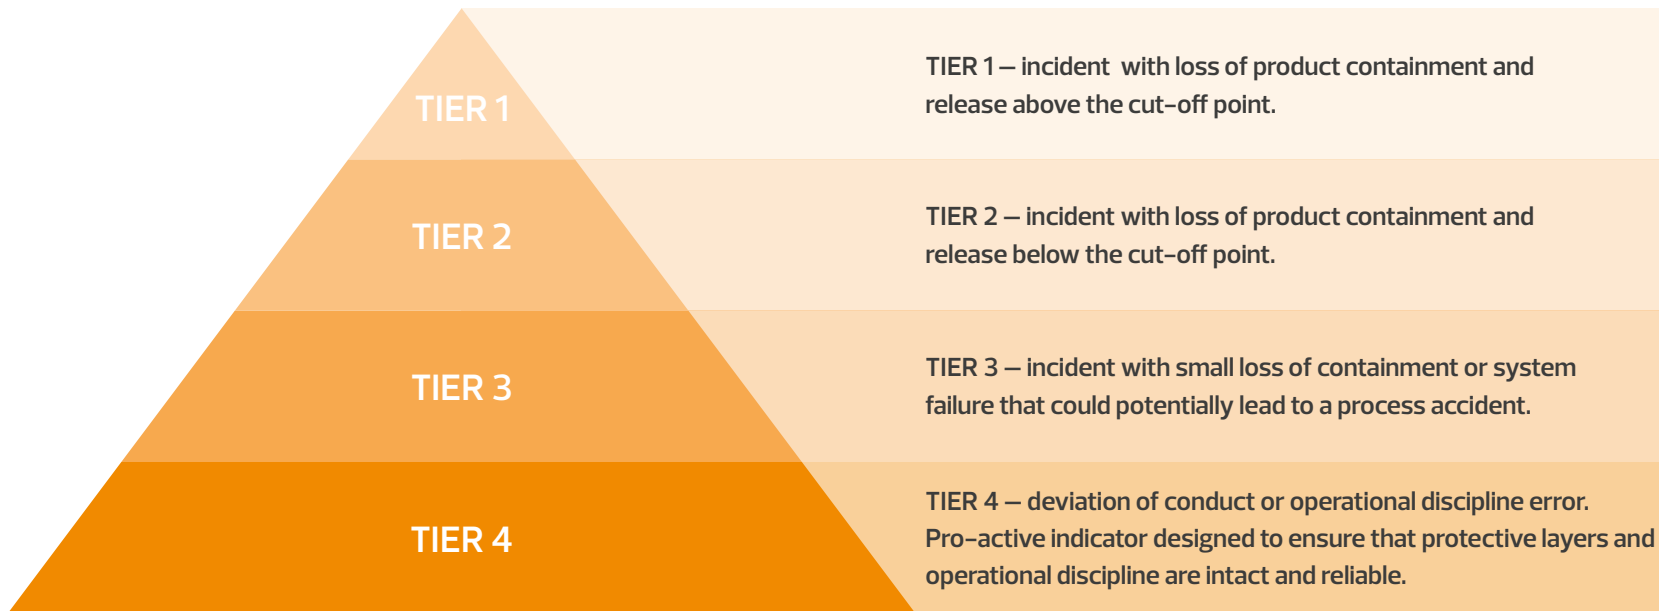 TIER 1
TIER 1 – incident  with loss of product containment and
release above the cut-off point.
TIER 2
TIER 2 – incident with loss of product containment and
release below the cut-off point.
TIER 3
TIER 3 – incident with small loss of containment or system
failure that could potentially lead to a process accident.
TIER 4
TIER 4 – deviation of conduct or operational discipline error.
Pro-active indicator designed to ensure that protective layers and
operational discipline are intact and reliable.